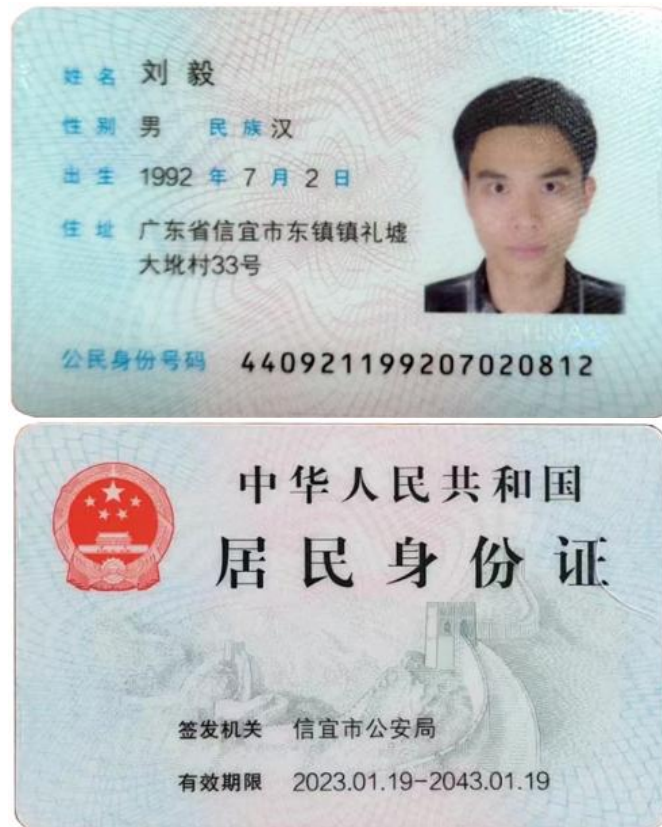 姓名 刘毅
性别 男 民族 汉
出生 1992 年 7 月 2 日
住址 广东省信宜市东镇镇礼墟
33号
公民身份号码 440921199207020812
中华人民共和国
居民身份证
签发机关 信宜市公安局
有效期限 2023.01.19-2043.01.19